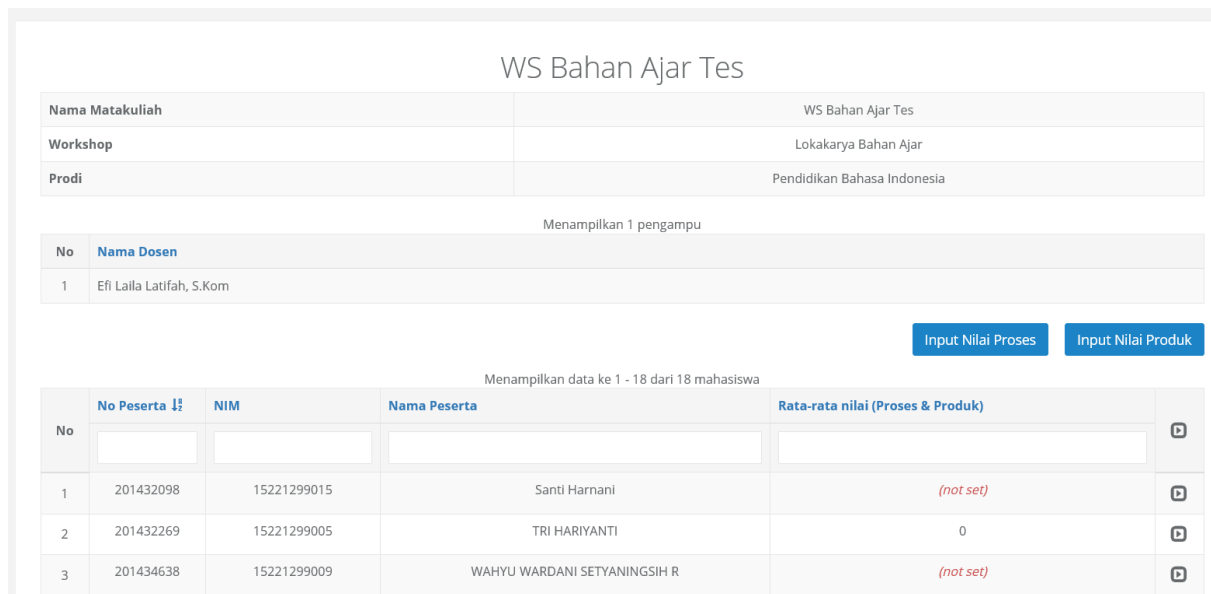 WS Bahan Ajar Tes
Nama Matakuliah WS Bahan Ajar Tes
Workshop Lokakarya Bahan Ajar
Prodi Pendidikan Bahasa Indonesia
Menampilkan 1 pengampu
No Nama Dosen
1 Efi Laila Latifah, S.Kom
Input Nilai Proses Input Nilai Produk
Menampilkan data ke 1 - 18 dari 18 mahasiswa
No No Peserta NIM Nama Peserta Rata-rata nilai (Proses & Produk)
1 201432098 15221299015 Santi Harnani (not set)
2 201432269 15221299005 TRI HARIYANTI 0
3 201434638 15221299009 WAHYU WARDANI SETYANINGSIH R (not set)